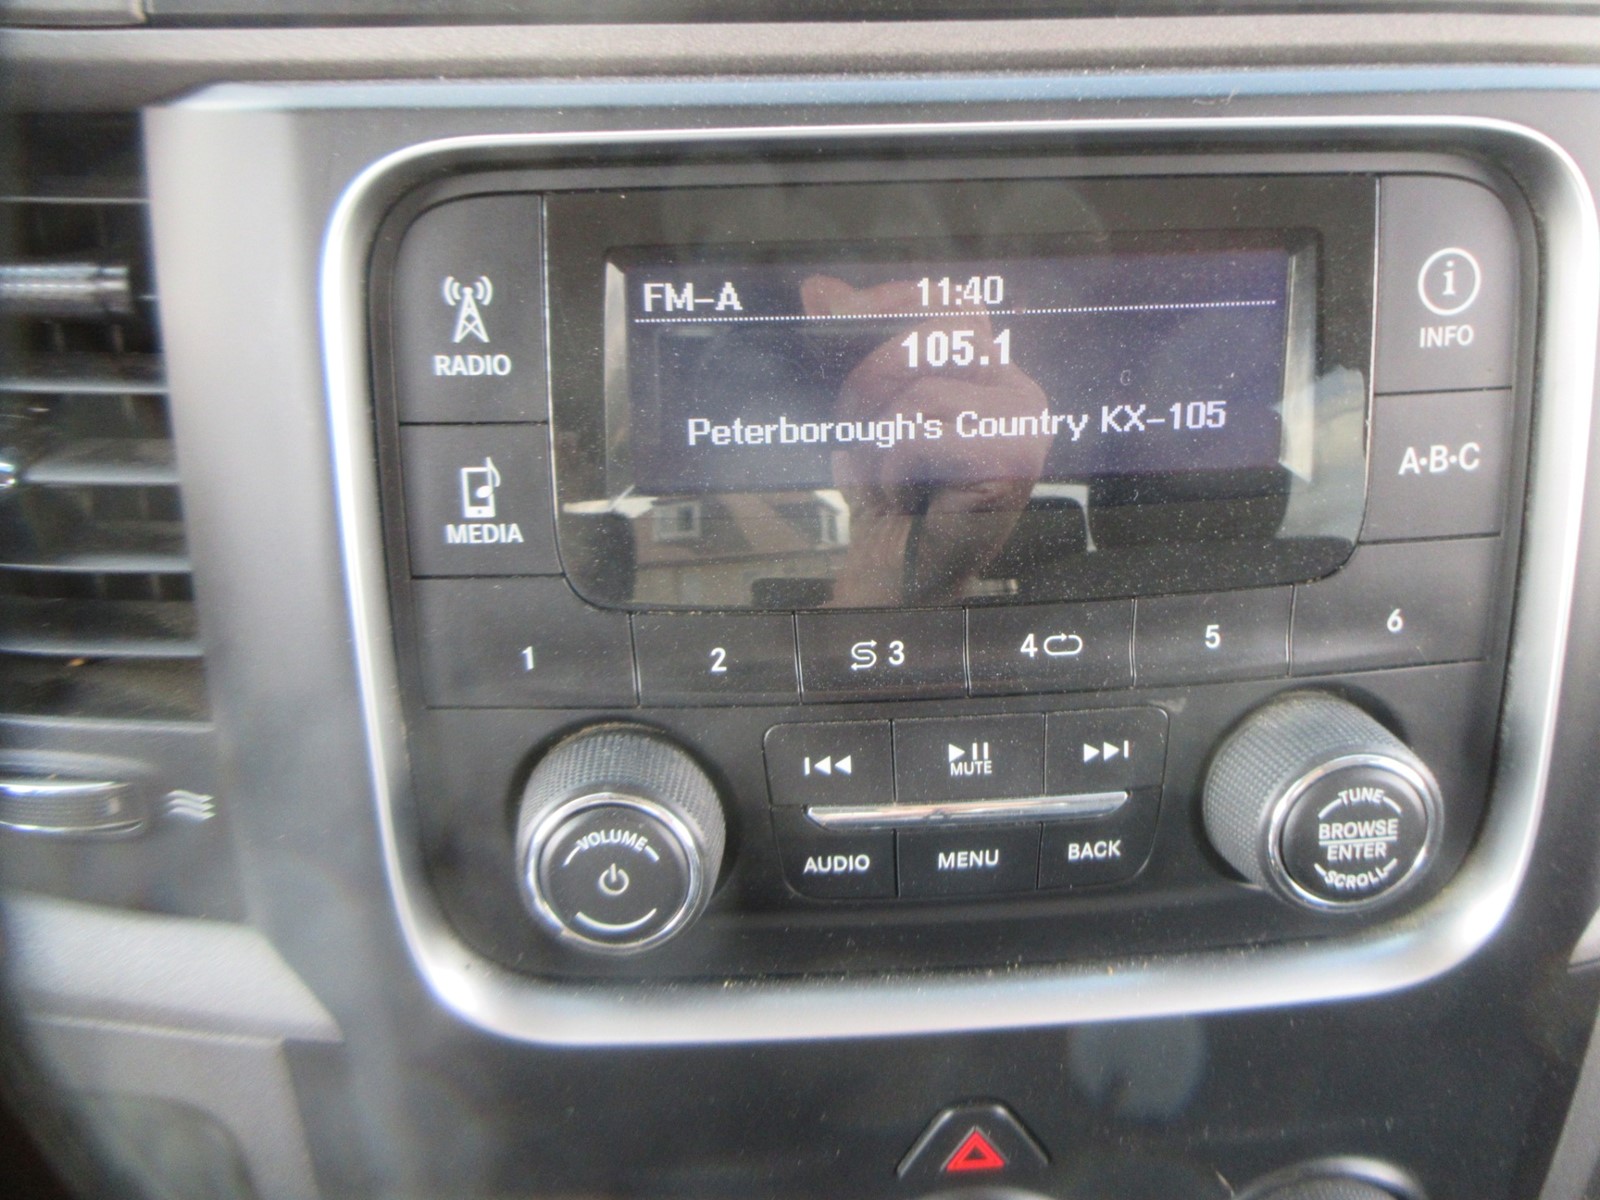 FM-A 11:40
105.1
Peterborough's Country KX-105
RADIO
MEDIA
INFO
A·B·C
1 2 3 4 5 6
MUTE
AUDIO MENU BACK
VOLUME
TUNE
BROWSE
ENTER
SCROLL